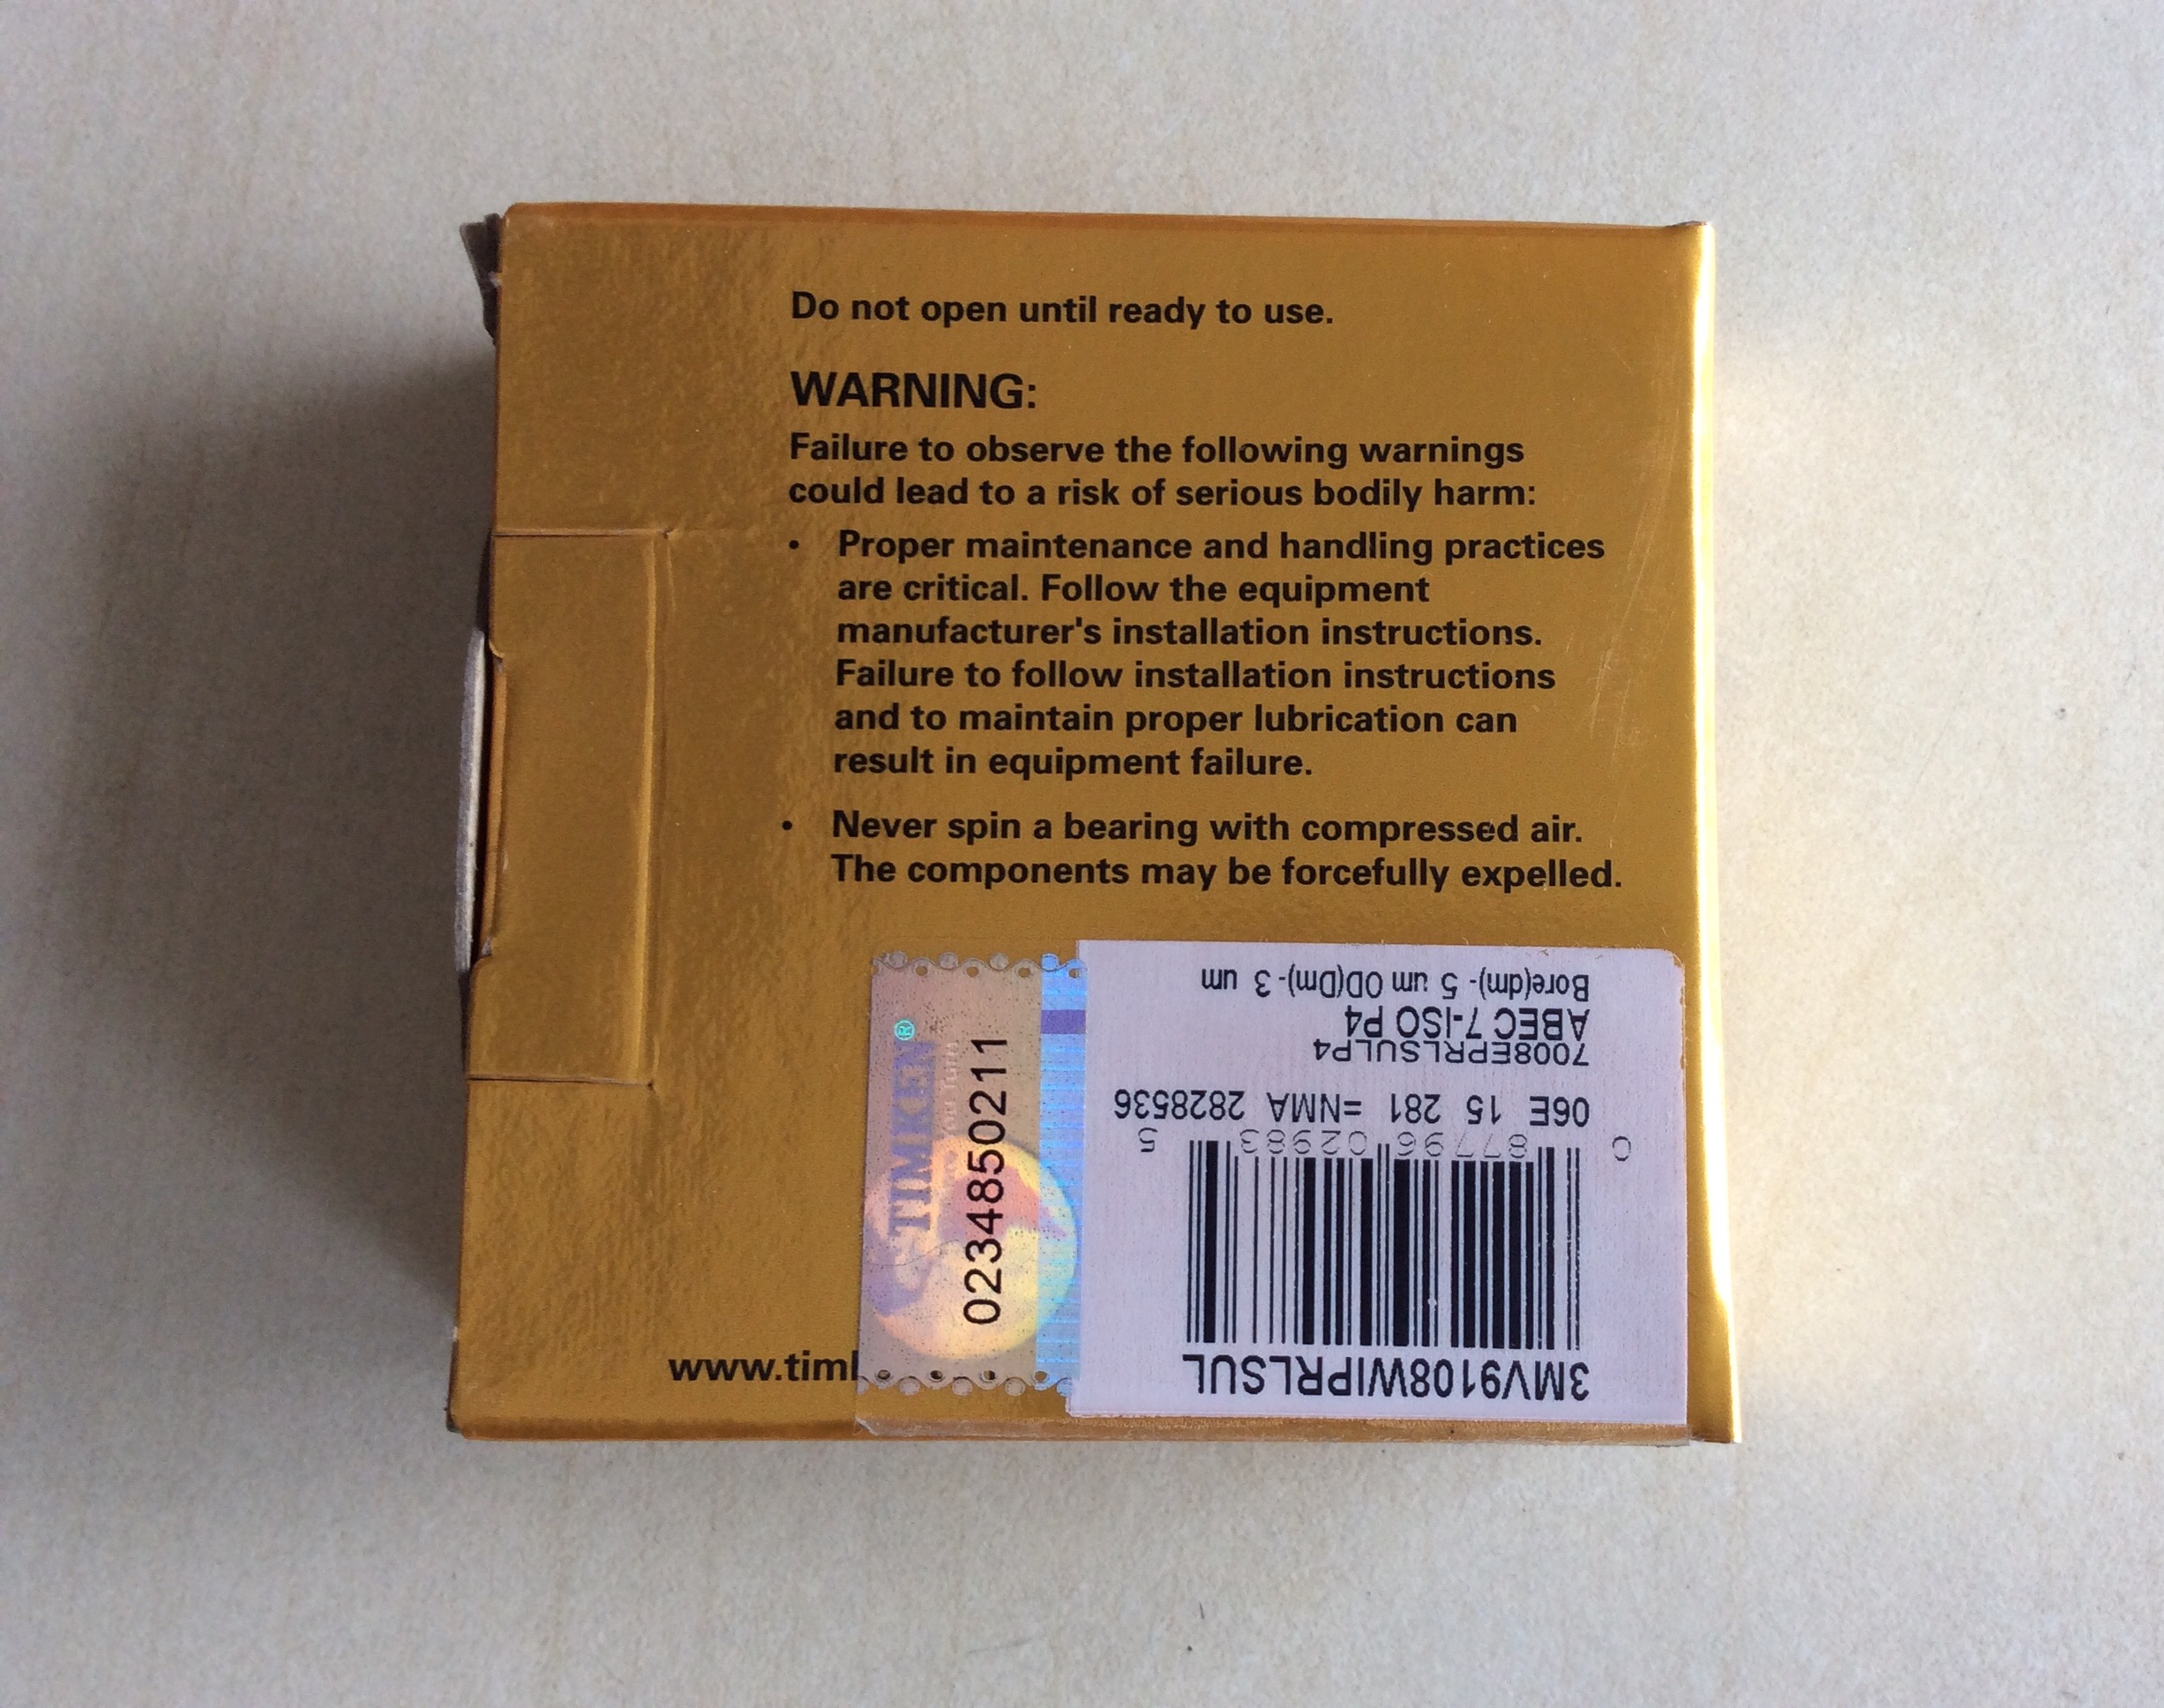 Do not open until ready to use.
WARNING:
Failure to observe the following warnings
could lead to a risk of serious bodily harm:
• Proper maintenance and handling practices
are critical. Follow the equipment
manufacturer's installation instructions.
Failure to follow installation instructions
and to maintain proper lubrication can
result in equipment failure.
• Never spin a bearing with compressed air.
The components may be forcefully expelled.
www.timk
TIMKEN®
02348502​11
3MV9108WIPRLSUL
0 87796 02983 5
06E 15 281 =NMA 2828536
7008EPRLSULP4
ABEC 7-ISO P4
Bore(dm)- 5 um OD(Dm)- 3 um